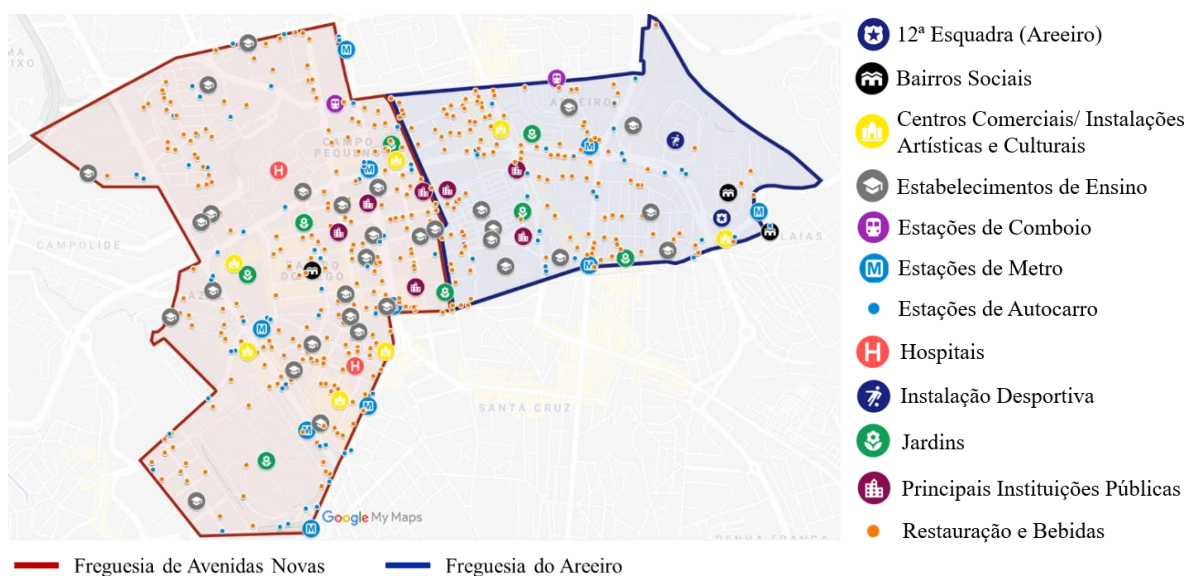 CAMPO
PEQUENO
AREEIRO
CAMPOLIDE
SANTA CRUZ
Google My Maps
PENHA FRANÇA
12ª Esquadra (Areeiro)
Bairros Sociais
Centros Comerciais/ Instalações
Artísticas e Culturais
Estabelecimentos de Ensino
Estações de Comboio
M
Estações de Metro
Estações de Autocarro
H
Hospitais
Instalação Desportiva
Jardins
Principais Instituições Públicas
Restauração e Bebidas
Freguesia de Avenidas Novas
Freguesia do Areeiro